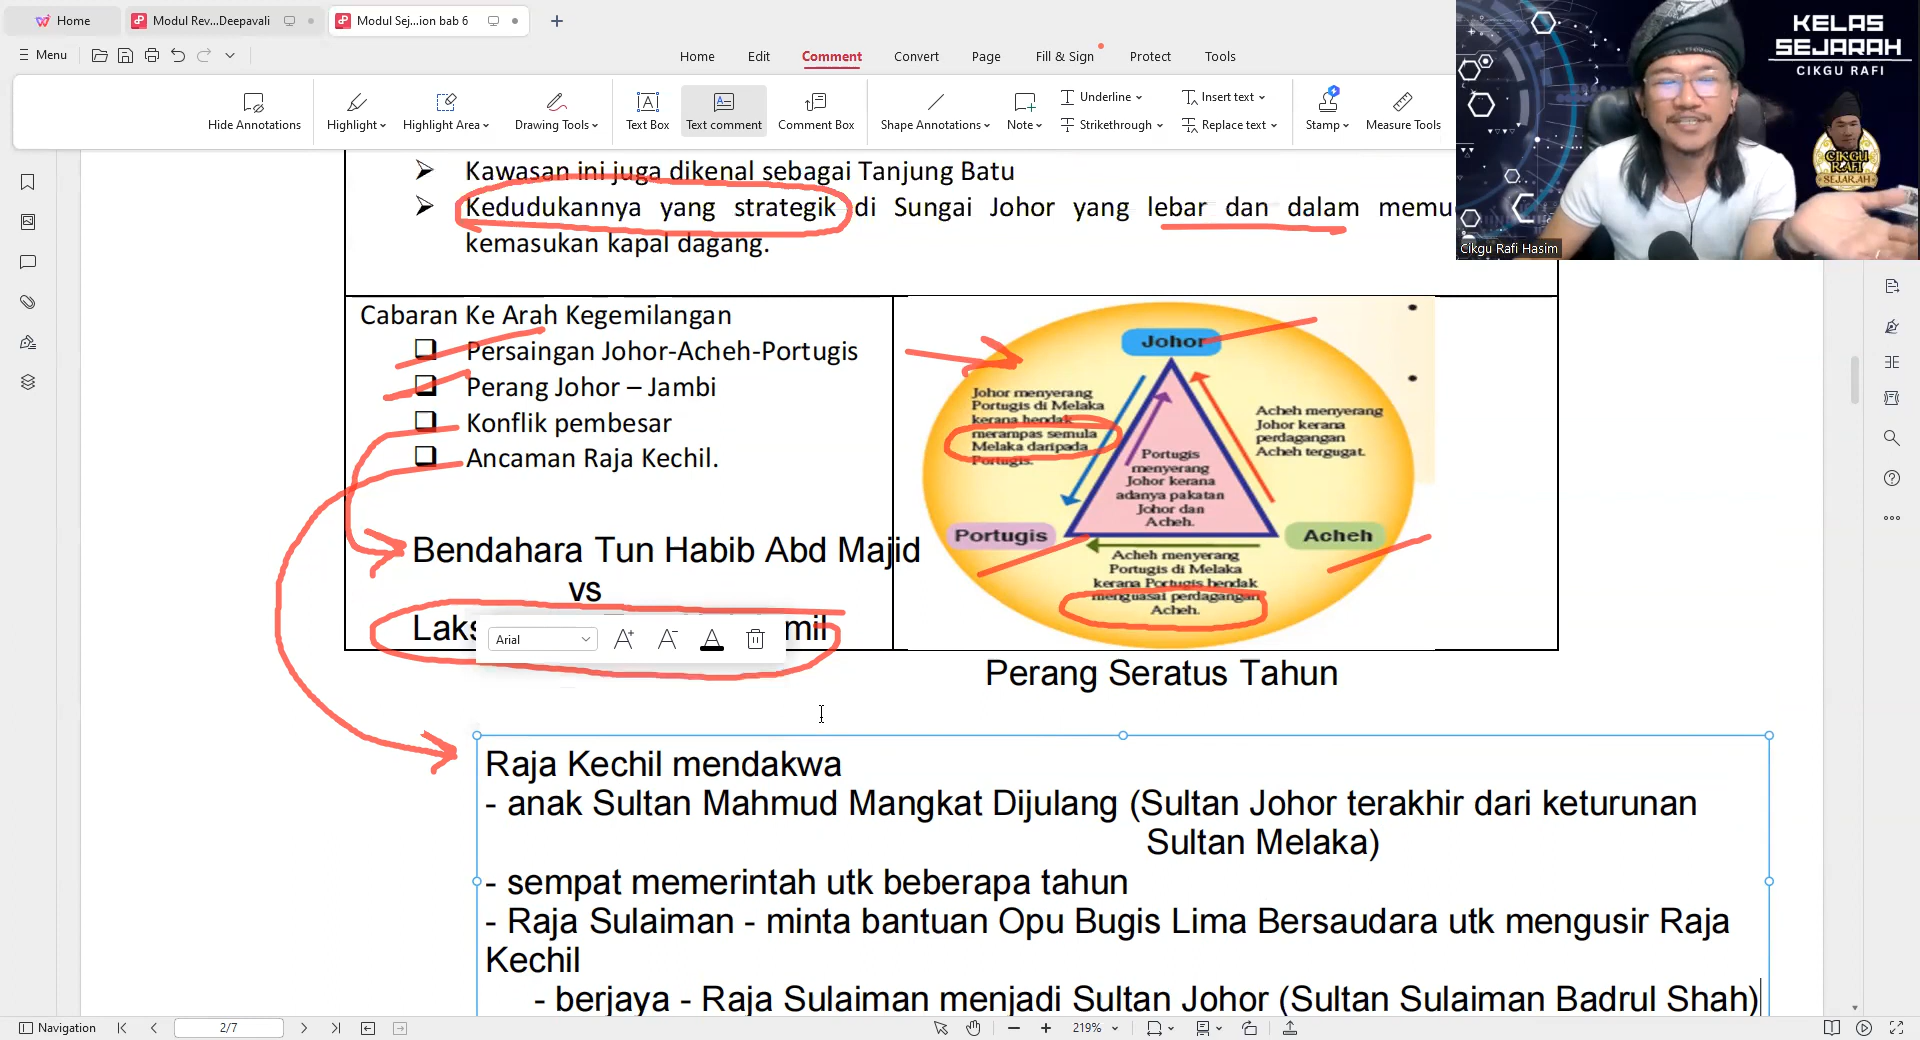 Home
Modul Rev...Deepavali
Modul Sej...ion bab 6
Menu
Home
Edit
Comment
Convert
Page
Fill & Sign
Protect
Tools
Hide Annotations
Highlight
Highlight Area
Drawing Tools
Text Box
Text comment
Comment Box
Shape Annotations
Note
Underline
Strikethrough
Insert text
Replace text
Stamp
Measure Tools
KELAS
SEJARAH
CIKGU RAFI
CIKGU
RAFI
SEJARAH
Cikgu Rafi Hasim
Kawasan ini juga dikenal sebagai Tanjung Batu
Kedudukannya yang strategik di Sungai Johor yang lebar dan dalam memu
kemasukan kapal dagang.
Cabaran Ke Arah Kegemilangan
Persaingan Johor-Acheh-Portugis
Perang Johor – Jambi
Konflik pembesar
Ancaman Raja Kechil.
Bendahara Tun Habib Abd Majid
vs
Laks
mil
Arial
Johor
Johor menyerang
Portugis di Melaka
kerana hendak
merampas semula
Melaka daripada
Portugis.
Acheh menyerang
Johor kerana
perdagangan
Acheh tergugat.
Portugis
menyerang
Johor kerana
adanya pakatan
Johor dan
Acheh.
Portugis
Acheh
Acheh menyerang
Portugis di Melaka
kerana Portugis hendak
menguasai perdagangan
Acheh.
Perang Seratus Tahun
Raja Kechil mendakwa
- anak Sultan Mahmud Mangkat Dijulang (Sultan Johor terakhir dari keturunan
Sultan Melaka)
- sempat memerintah utk beberapa tahun
- Raja Sulaiman - minta bantuan Opu Bugis Lima Bersaudara utk mengusir Raja
Kechil
- berjaya - Raja Sulaiman menjadi Sultan Johor (Sultan Sulaiman Badrul Shah)
Navigation
2/7
219%